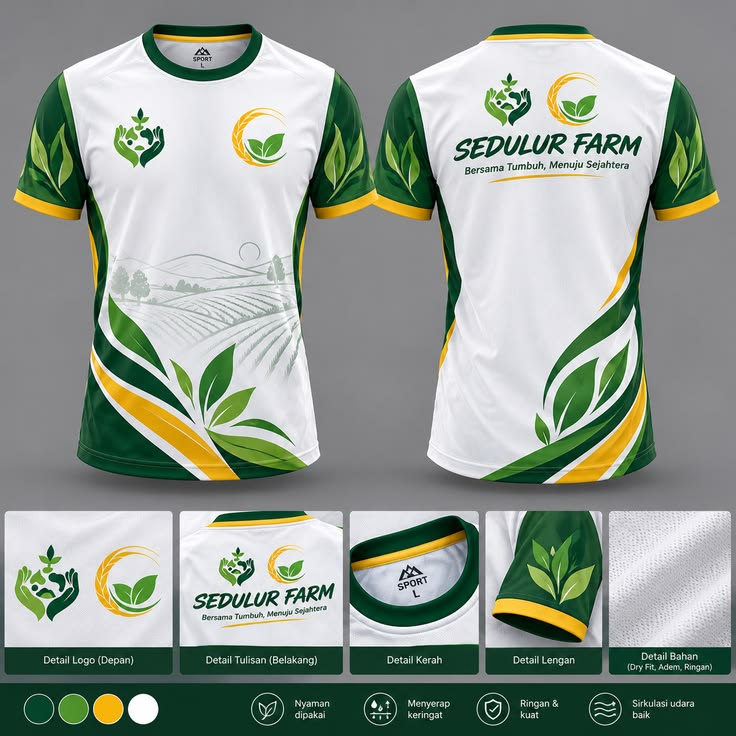 SPORT
L
SEDULUR FARM
Bersama Tumbuh, Menuju Sejahtera
SEDULUR FARM
Bersama Tumbuh, Menuju Sejahtera
SPORT
L
Detail Logo (Depan)
Detail Tulisan (Belakang)
Detail Kerah
Detail Lengan
Detail Bahan
(Dry Fit, Adem, Ringan)
Nyaman
dipakai
Menyerap
keringat
Ringan &
kuat
Sirkulasi udara
baik